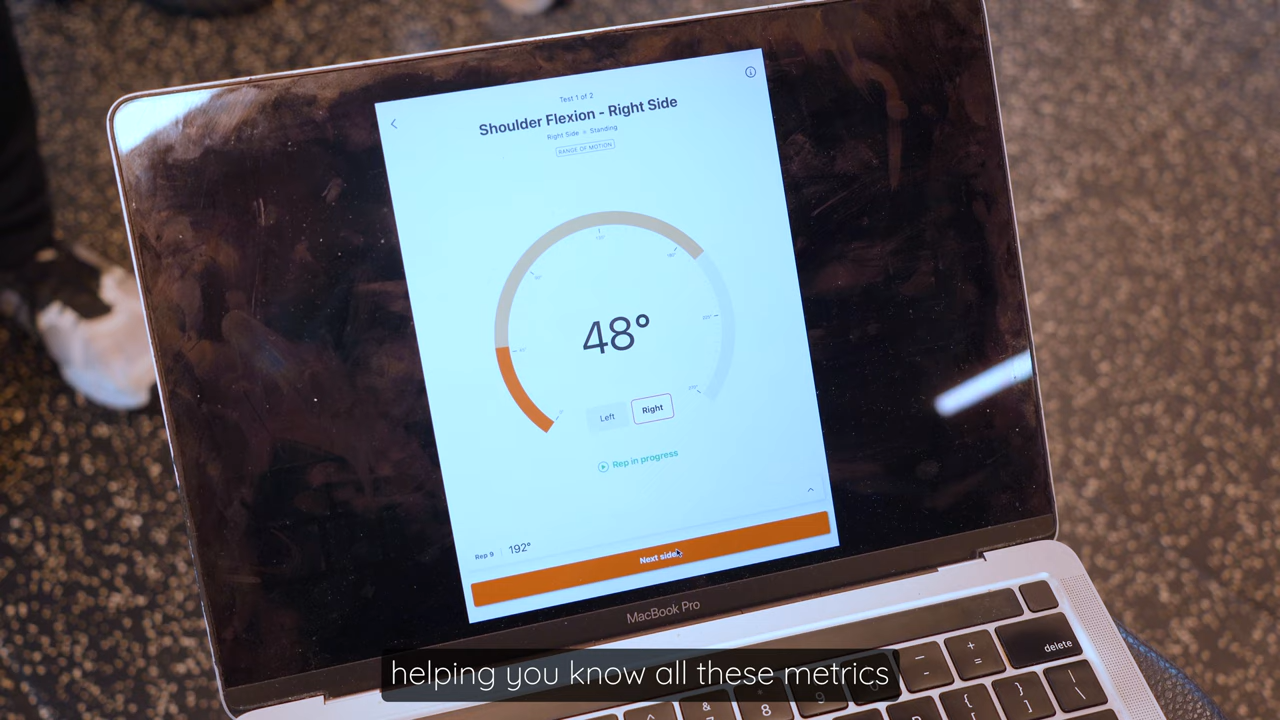 Test 1 of 2
Shoulder Flexion - Right Side
Right Side Standing
RANGE OF MOTION
48°
Left Right
Rep in progress
Rep 9 192°
Next side
MacBook Pro
helping you know all these metrics
delete